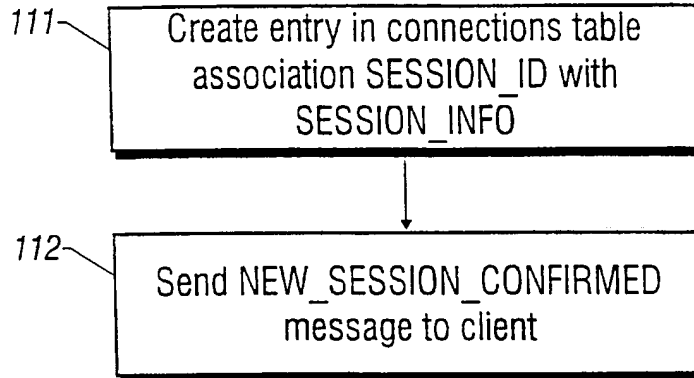 111
Create entry in connections table
association SESSION_ID with
SESSION_INFO
112
Send NEW_SESSION_CONFIRMED
message to client